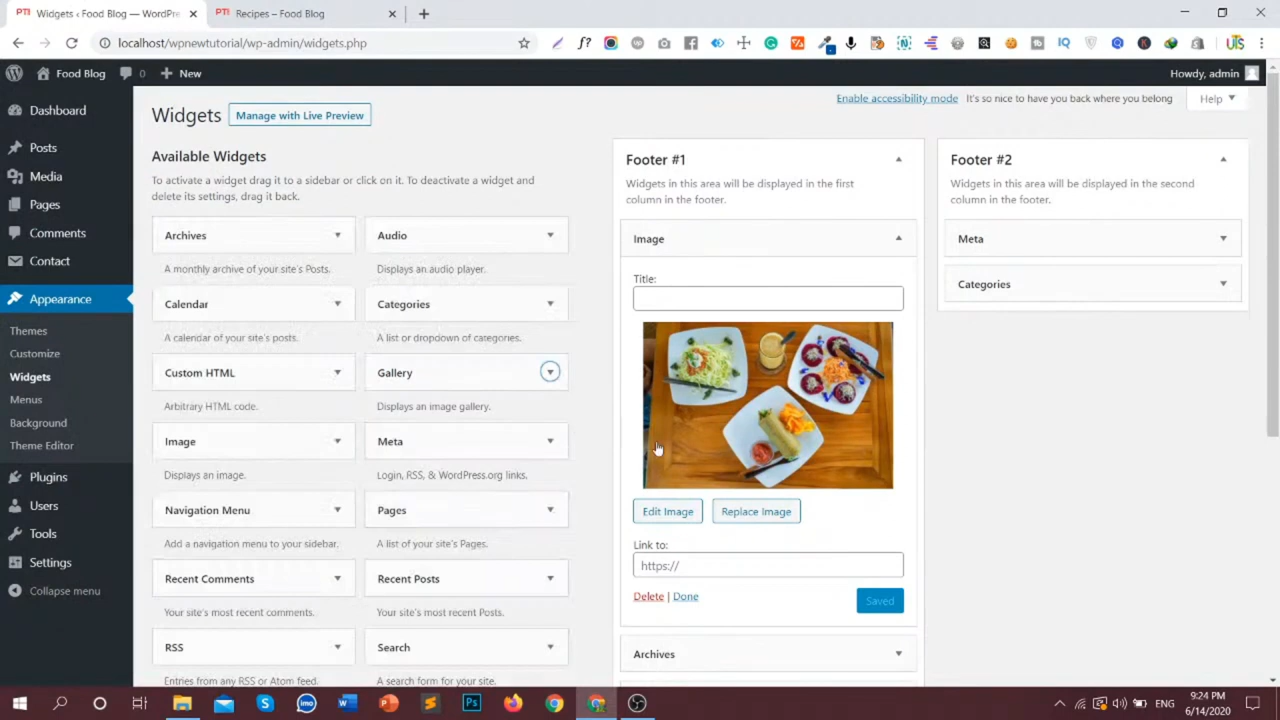 PTI Widgets ‹ Food Blog — WordPre
PTI Recipes – Food Blog
localhost/wpnewtutorial/wp-admin/widgets.php
Food Blog 0 New Howdy, admin
Dashboard
Posts
Media
Pages
Comments
Contact
Appearance
Themes
Customize
Widgets
Menus
Background
Theme Editor
Plugins
Users
Tools
Settings
Collapse menu
Enable accessibility mode It's so nice to have you back where you belong Help
Widgets Manage with Live Preview
Available Widgets
To activate a widget drag it to a sidebar or click on it. To deactivate a widget and
delete its settings, drag it back.
Archives Audio
A monthly archive of your site's Posts. Displays an audio player.
Calendar Categories
A calendar of your site's posts. A list or dropdown of categories.
Custom HTML Gallery
Arbitrary HTML code. Displays an image gallery.
Image Meta
Displays an image. Login, RSS, & WordPress.org links.
Navigation Menu Pages
Add a navigation menu to your sidebar. A list of your site's Pages.
Recent Comments Recent Posts
Your site's most recent comments. Your site's most recent Posts.
RSS Search
Entries from any RSS or Atom feed. A search form for your site.
Footer #1
Widgets in this area will be displayed in the first
column in the footer.
Image
Title:
Edit Image Replace Image
Link to:
https://
Delete | Done Saved
Archives
Footer #2
Widgets in this area will be displayed in the second
column in the footer.
Meta
Categories
ENG
9:24 PM
6/14/2020